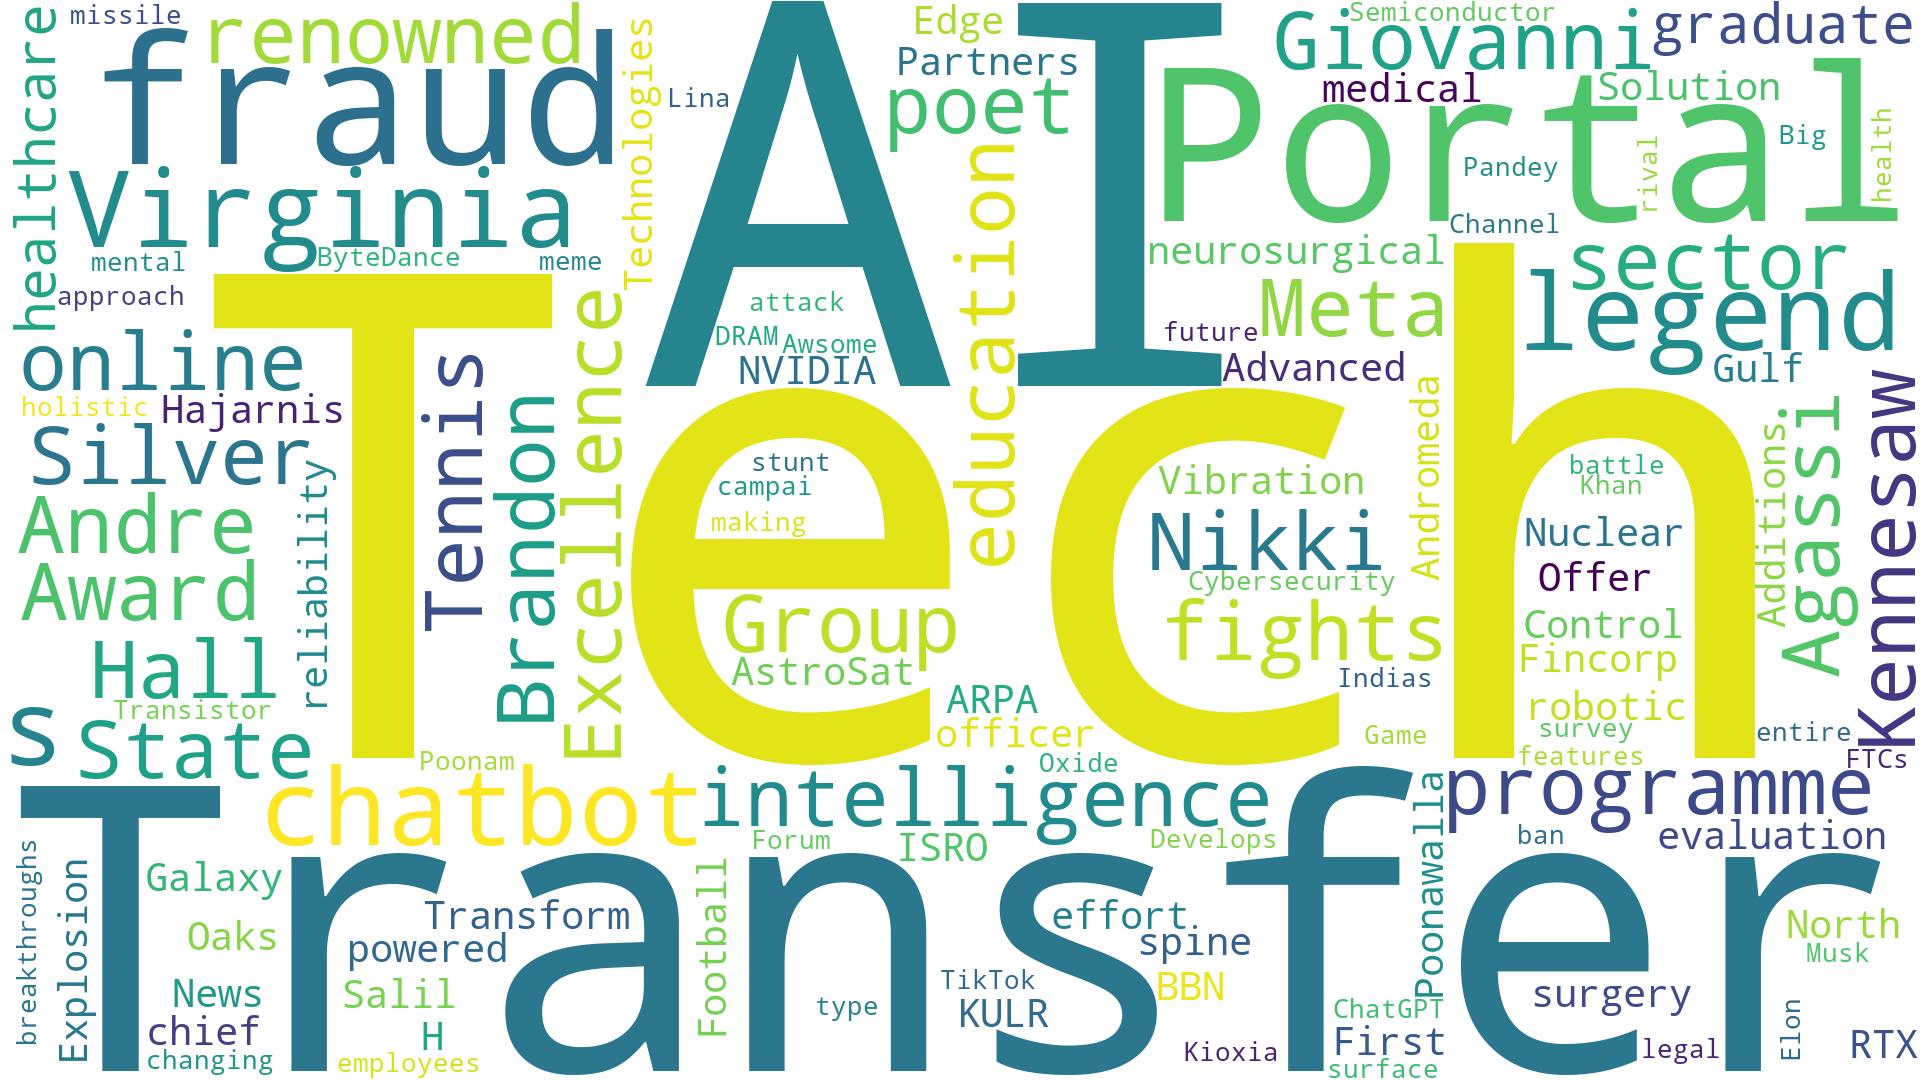 missile
renowned
fraud
healthcare
Technologies
Lina
AI
Edge
Partners
poet
Semiconductor
Giovanni
graduate
medical
Solution
Portal
Pandey
rival
Big
health
Channel
Virginia
mental
ByteDance
meme
approach
education
neurosurgical
sector
legend
Meta
future
Advanced
Gulf
attack
DRAM
Awsome
NVIDIA
online
holistic
Hajarnis
Silver
Tech
Tennis
Brandon
Excellence
reliability
Andre
Award
stunt
campai
making
Vibration
Nikki
Cybersecurity
Andromeda
battle
Khan
Nuclear
Offer
Additions
Agassi
Kennesaw
Group
AstroSat
fights
Control
Fincorp
Hall
Transistor
s
State
Indias
ARPA
officer
robotic
survey
features
Game
entire
FTCs
Poonam
chatbot
intelligence
Oxide
programme
Forum
ISRO
Develops
ban
evaluation
Transfer
breakthroughs
Explosion
Galaxy
Oaks
Transform
powered
Football
effort
spine
Poonawalla
North
Musk
News
Salil
chief
H
changing
employees
type
TikTok
KULR
BBN
surgery
ChatGPT
First
Kioxia
surface
legal
Elon
RTX